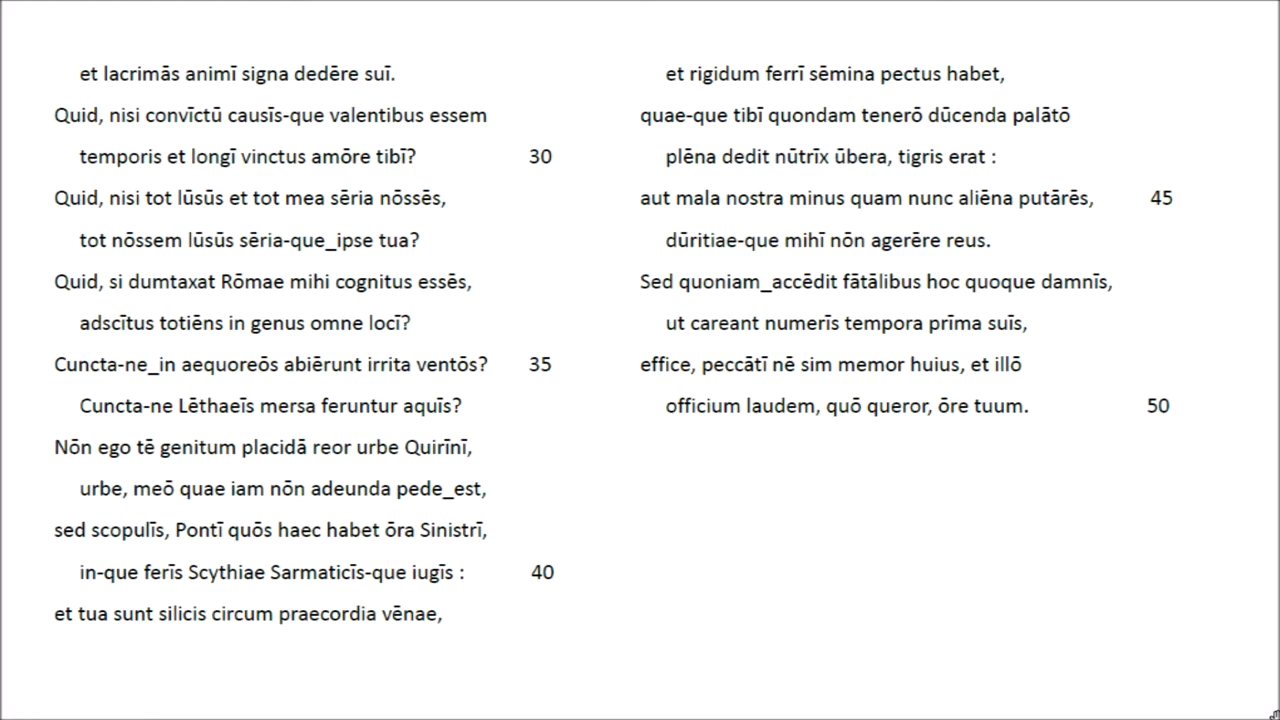 et lacrimās animī signa dedēre suī.
Quid, nisi convīctū causīs-que valentibus essem
temporis et longī vinctus amōre tibī? 30
Quid, nisi tot lūsūs et tot mea sēria nōssēs,
tot nōssem lūsūs sēria-que_ipse tua?
Quid, si dumtaxat Rōmae mihi cognitus essēs,
adscītus totiēns in genus omne locī?
Cuncta-ne_in aequoreōs abiērunt irrita ventōs? 35
Cuncta-ne Lēthaeīs mersa feruntur aquīs?
Nōn ego tē genitum placidā reor urbe Quirīnī,
urbe, meō quae iam nōn adeunda pede_est,
sed scopulīs, Pontī quōs haec habet ōra Sinistrī,
in-que ferīs Scythiae Sarmaticīs-que iugīs : 40
et tua sunt silicis circum praecordia vēnae,
et rigidum ferrī sēmina pectus habet,
quae-que tibī quondam tenerō dūcenda palātō
plēna dedit nūtrīx ūbera, tigris erat :
aut mala nostra minus quam nunc aliēna putārēs, 45
dūritiae-que mihī nōn agerēre reus.
Sed quoniam_accēdit fātālibus hoc quoque damnīs,
ut careant numerīs tempora prīma suīs,
effice, peccātī nē sim memor huius, et illō
officium laudem, quō queror, ōre tuum. 50